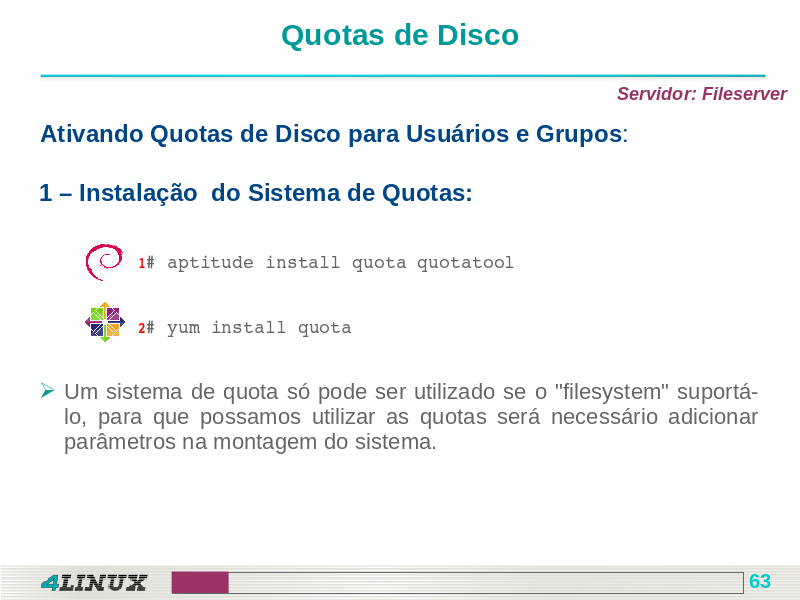 Quotas de Disco
Servidor: Fileserver
Ativando Quotas de Disco para Usuários e Grupos:
1 – Instalação  do Sistema de Quotas:
1# aptitude install quota quotatool
2# yum install quota
Um sistema de quota só pode ser utilizado se o "filesystem" suportá-
lo, para que possamos utilizar as quotas será necessário adicionar
parâmetros na montagem do sistema.
4LINUX
63